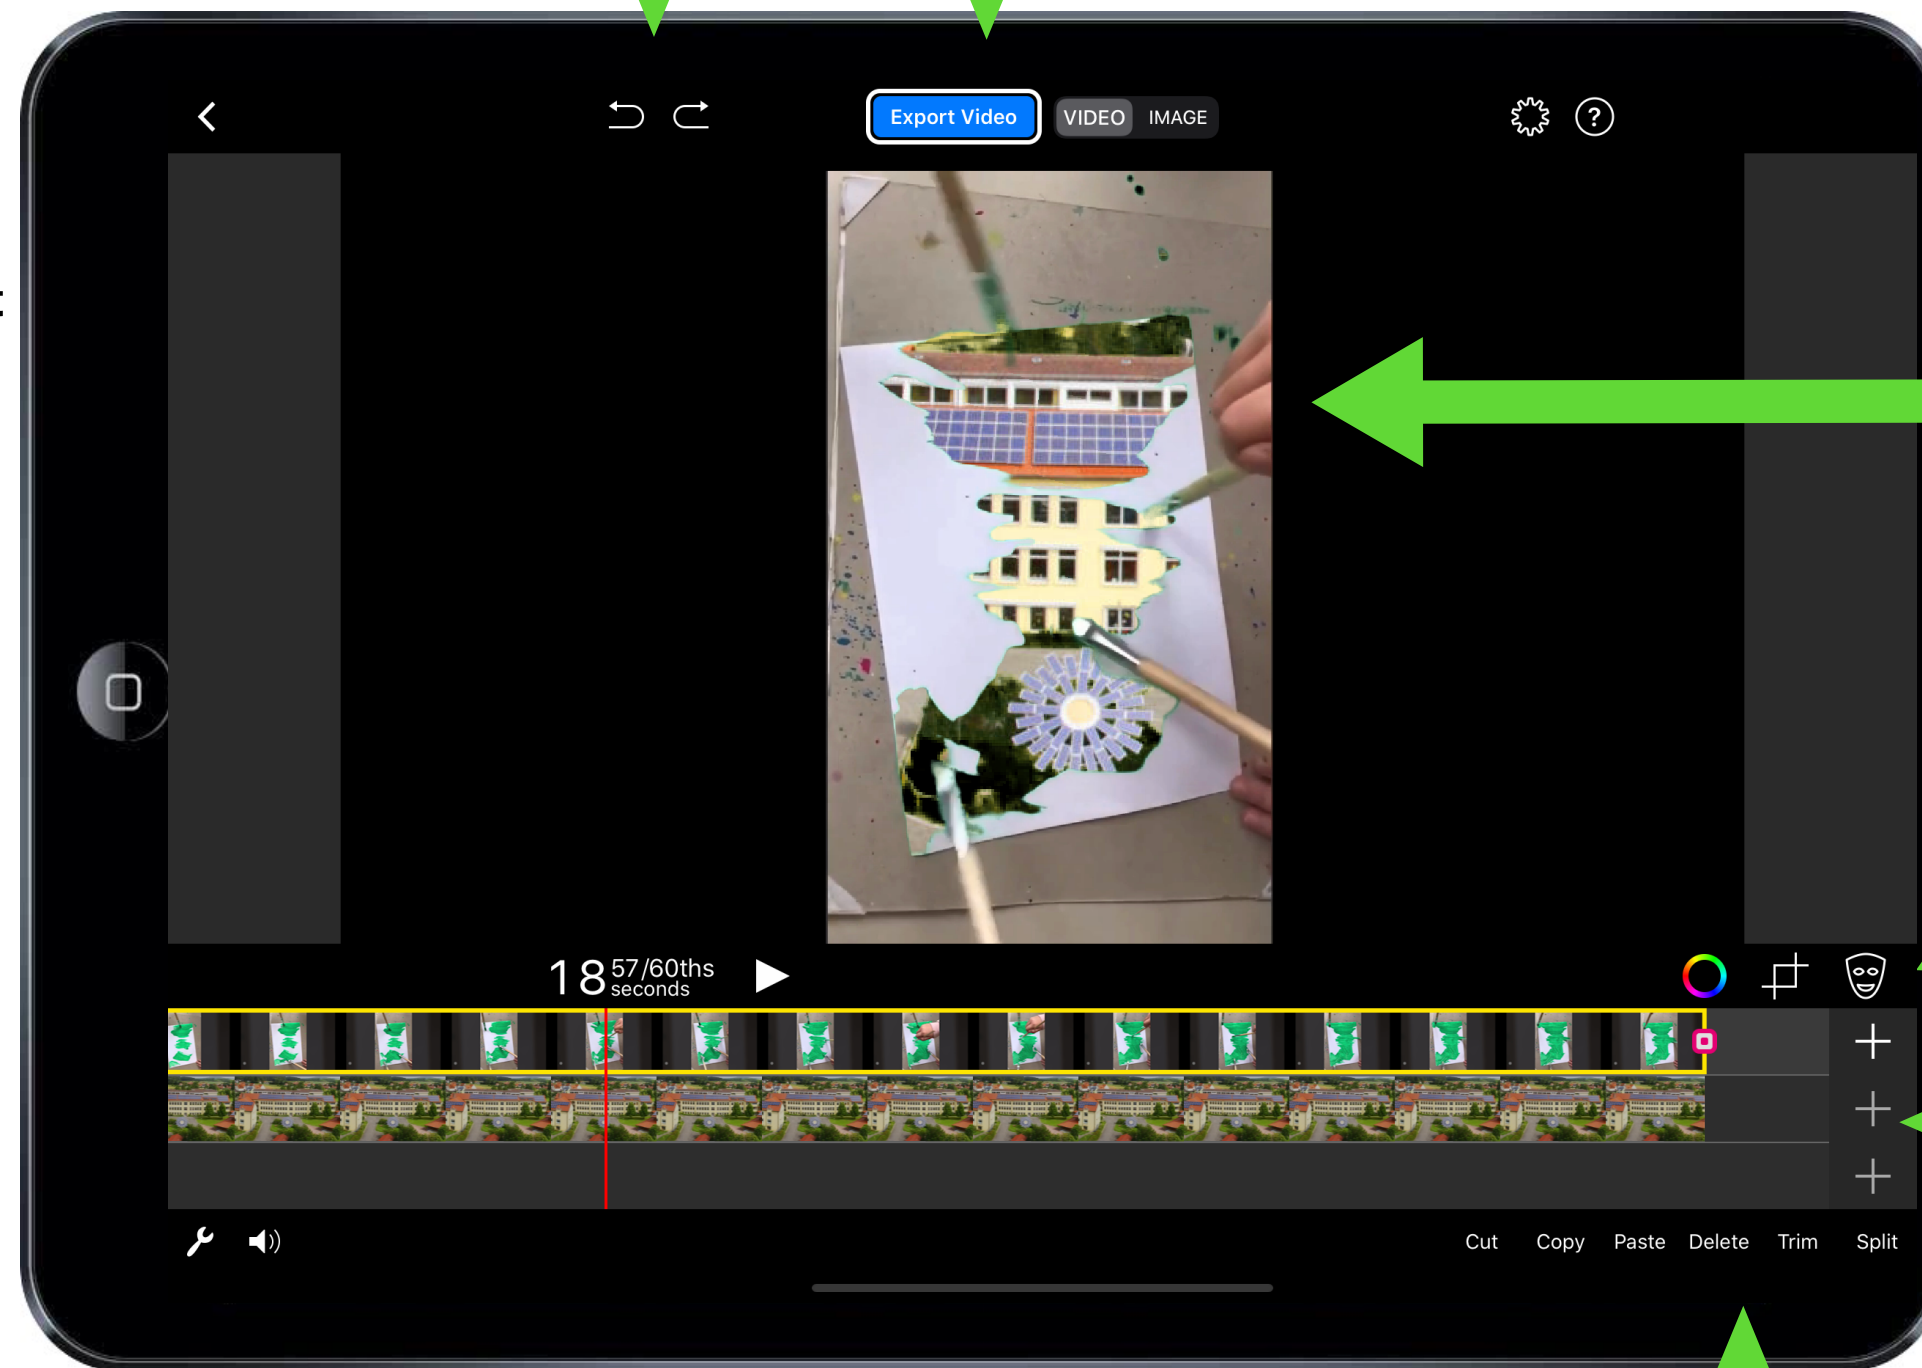 Export Video
VIDEO IMAGE
?
18 57/60ths
seconds
Cut Copy Paste Delete Trim Split